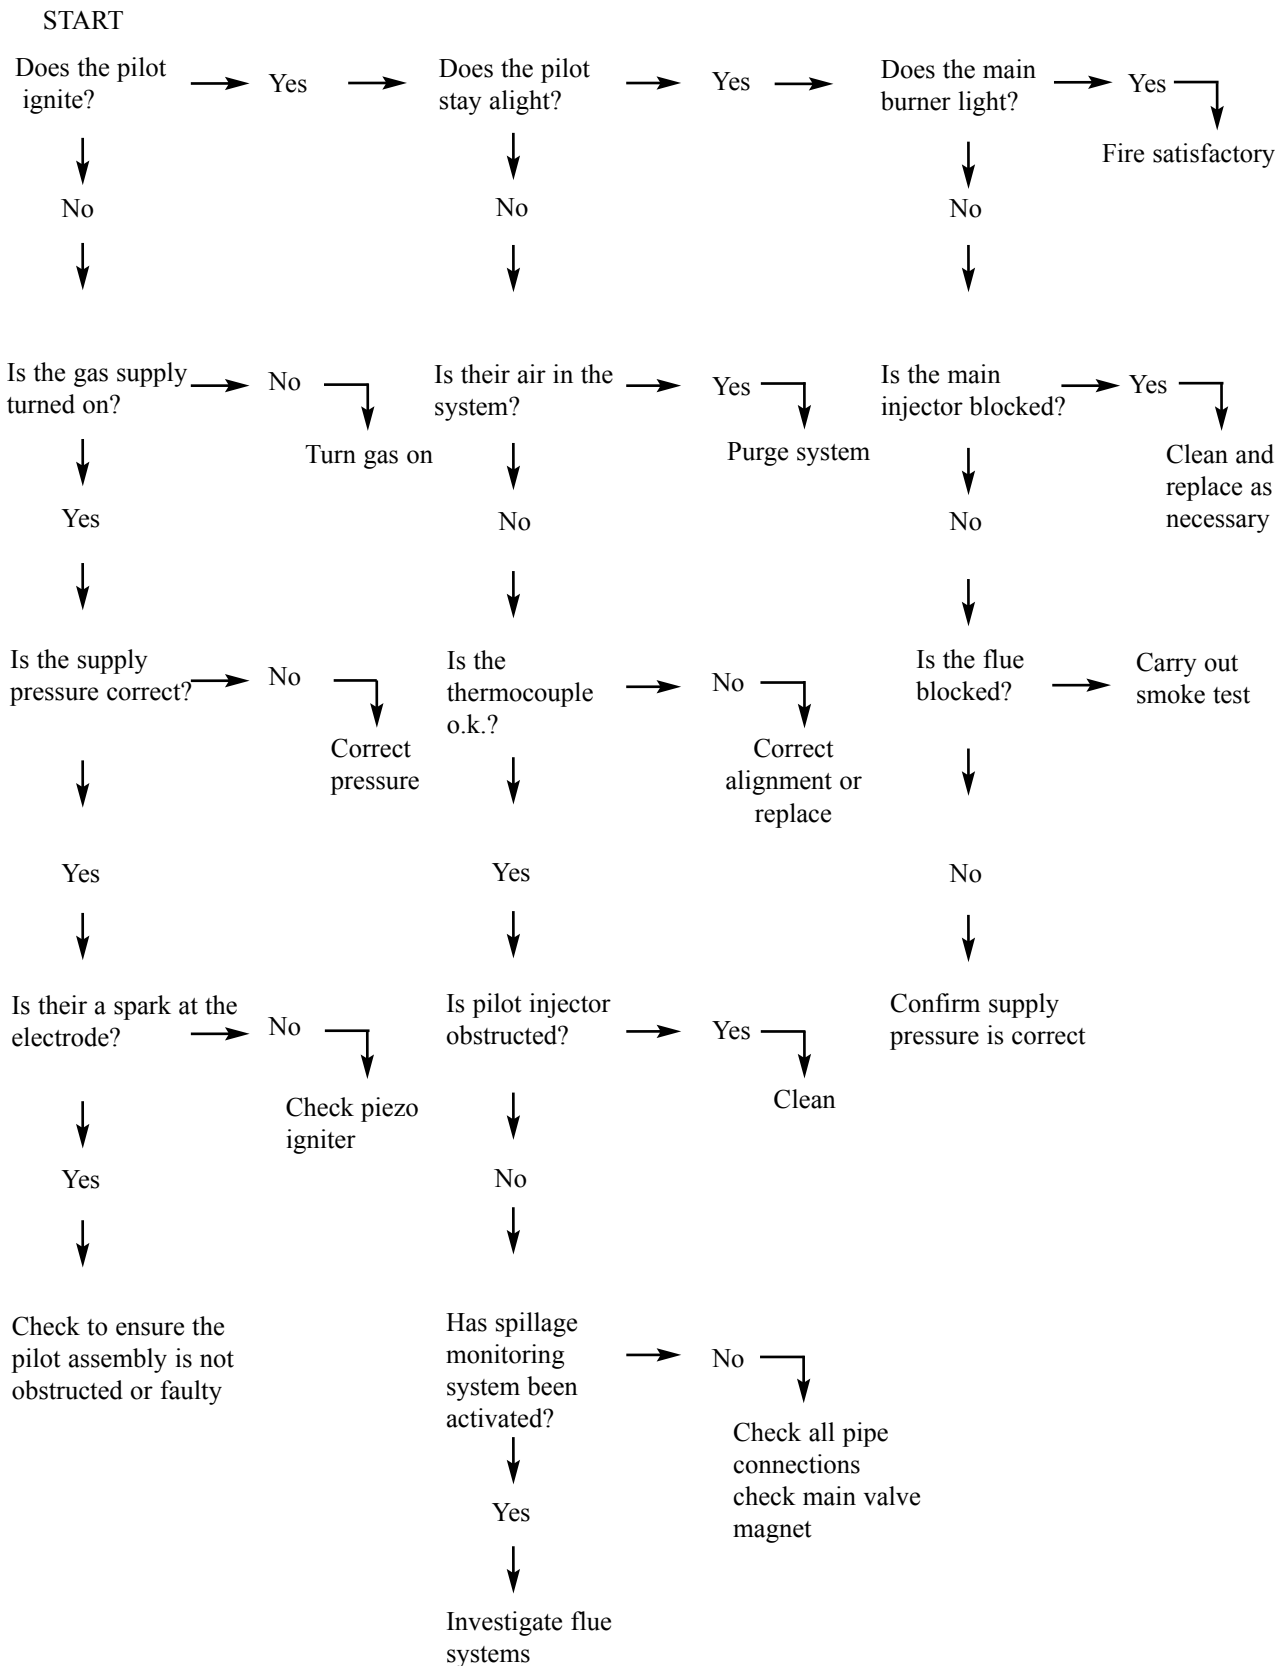 START
Does the pilot
ignite?
Yes
Does the pilot
stay alight?
Yes
Does the main
burner light?
Yes
Fire satisfactory
No
No
No
Is the gas supply
turned on?
No
Turn gas on
Is their air in the
system?
Yes
Purge system
Is the main
injector blocked?
Yes
Clean and
replace as
necessary
Yes
No
No
Is the supply
pressure correct?
No
Correct
pressure
Is the
thermocouple
o.k.?
No
Correct
alignment or
replace
Is the flue
blocked?
Carry out
smoke test
Yes
Yes
No
Is their a spark at the
electrode?
No
Check piezo
igniter
Is pilot injector
obstructed?
Yes
Clean
Confirm supply
pressure is correct
Yes
No
Check to ensure the
pilot assembly is not
obstructed or faulty
Has spillage
monitoring
system been
activated?
No
Check all pipe
connections
check main valve
magnet
Yes
Investigate flue
systems